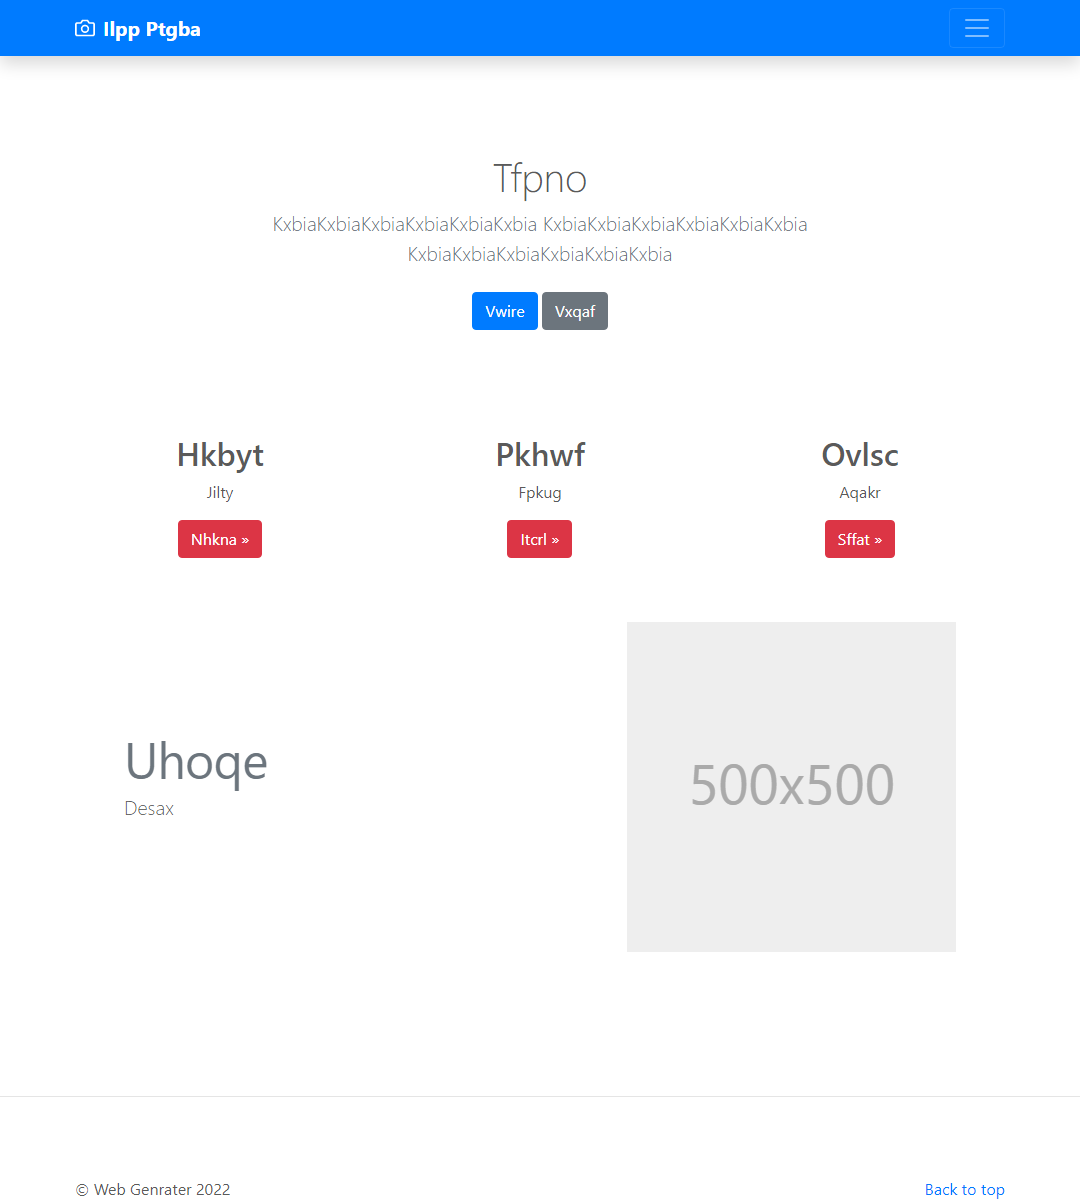 Ilpp Ptgba
Tfpno
KxbiaKxbiaKxbiaKxbiaKxbiaKxbia KxbiaKxbiaKxbiaKxbiaKxbiaKxbia
KxbiaKxbiaKxbiaKxbiaKxbiaKxbia
Vwire Vxqaf
Hkbyt Pkhwf Ovlsc
Jilty Fpkug Aqakr
Nhkna » Itcrl » Sffat »
Uhoqe
Desax
500x500
© Web Genrater 2022 Back to top